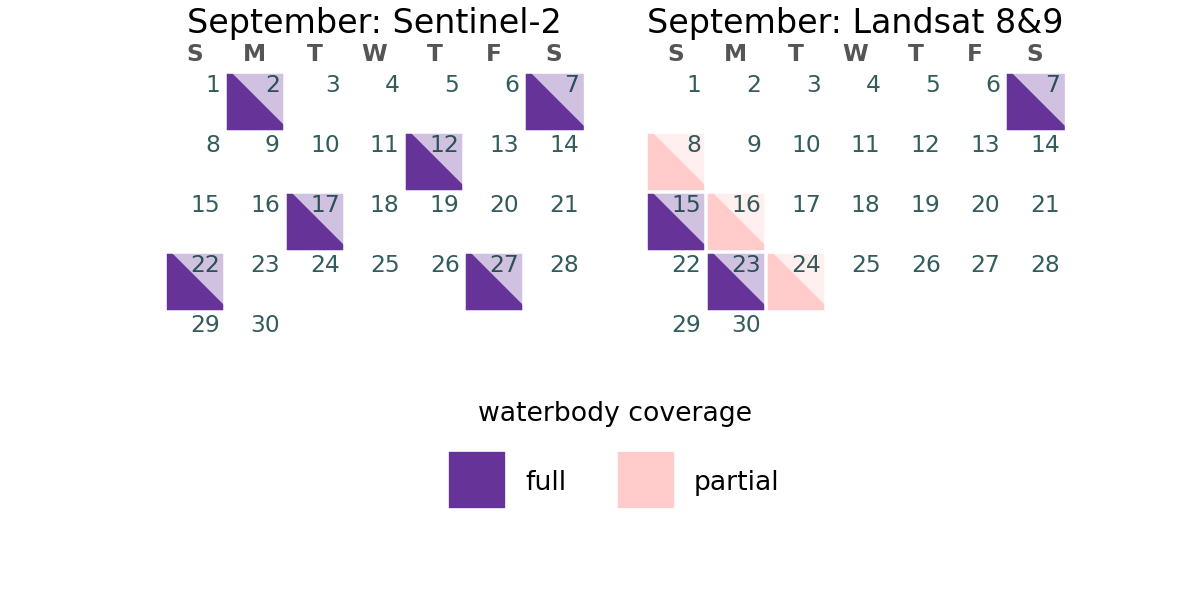 September: Sentinel-2
S M T W T F S
1 2 3 4 5 6 7
8 9 10 11 12 13 14
15 16 17 18 19 20 21
22 23 24 25 26 27 28
29 30
September: Landsat 8&9
S M T W T F S
1 2 3 4 5 6 7
8 9 10 11 12 13 14
15 16 17 18 19 20 21
22 23 24 25 26 27 28
29 30
waterbody coverage
full
partial